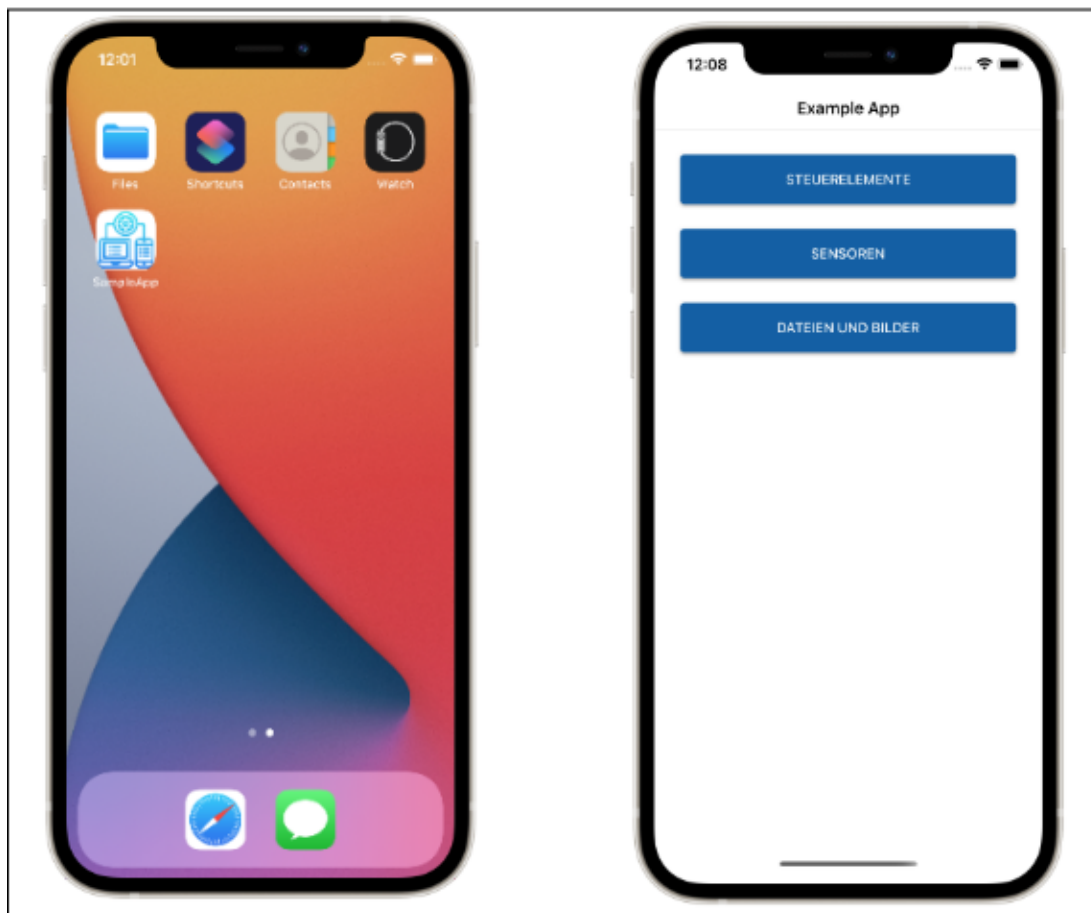 12:01
Files
Shortcuts
Contacts
Watch
SampleApp
12:08
Example App
STEUERELEMENTE
SENSOREN
DATEIEN UND BILDER